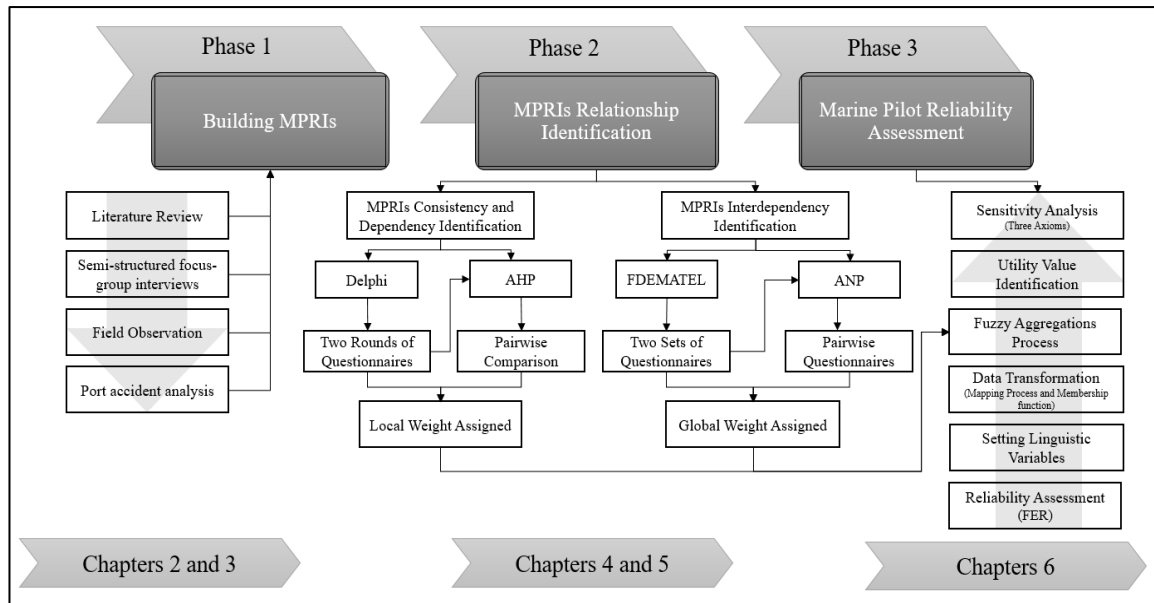 Phase 1
Phase 2
Phase 3
Building MPRIs
MPRIs Relationship
Identification
Marine Pilot Reliability
Assessment
Literature Review
Semi-structured focus-
group interviews
Field Observation
Port accident analysis
MPRIs Consistency and
Dependency Identification
Delphi
AHP
Two Rounds of
Questionnaires
Pairwise
Comparison
Local Weight Assigned
MPRIs Interdependency
Identification
FDEMATEL
ANP
Two Sets of
Questionnaires
Pairwise
Questionnaires
Global Weight Assigned
Sensitivity Analysis
(Three Axioms)
Utility Value
Identification
Fuzzy Aggregations
Process
Data Transformation
(Mapping Process and Membership
function)
Setting Linguistic
Variables
Reliability Assessment
(FER)
Chapters 2 and 3
Chapters 4 and 5
Chapters 6